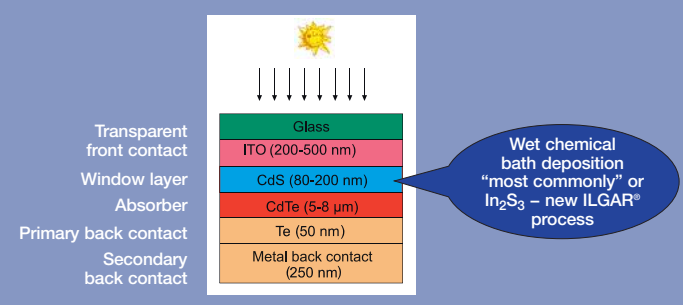 Transparent
front contact
Window layer
Absorber
Primary back contact
Secondary
back contact
Glass
ITO (200-500 nm)
CdS (80-200 nm)
CdTe (5-8 µm)
Te (50 nm)
Metal back contact
(250 nm)
Wet chemical
bath deposition
“most commonly” or
In₂S₃ – new ILGAR®
process